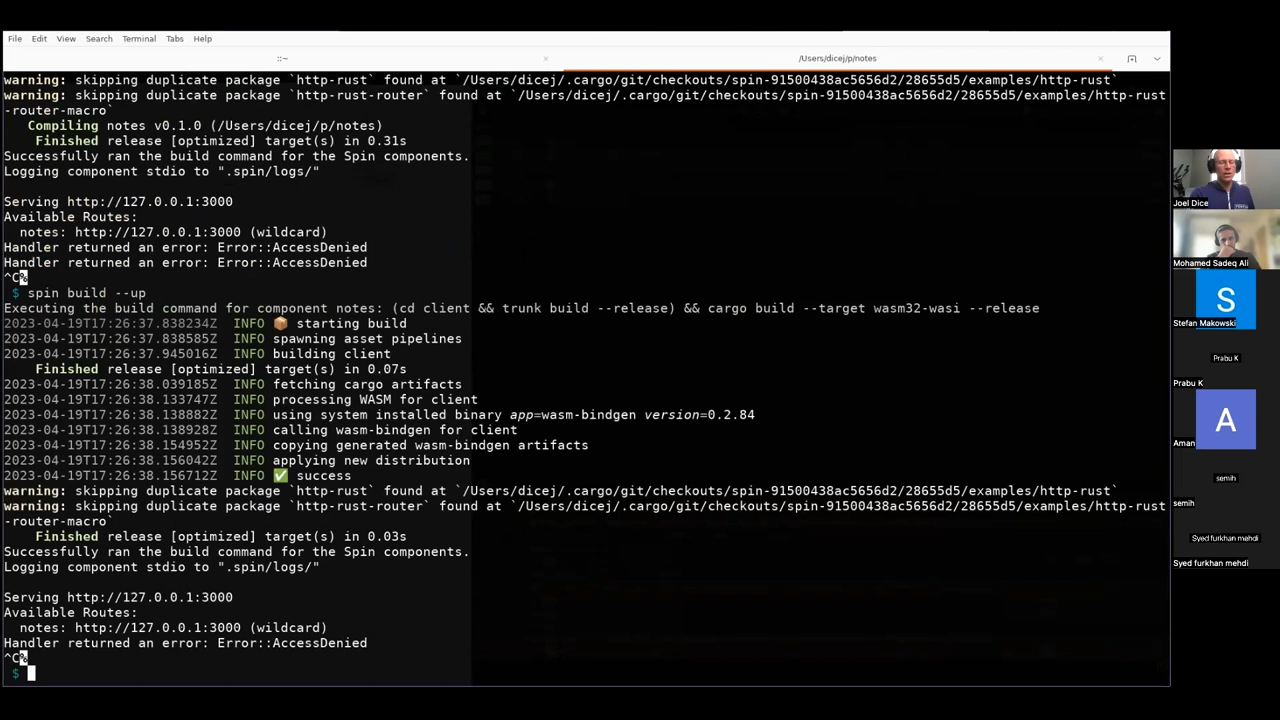 File Edit View Search Terminal Tabs Help
::~ × /Users/dicej/p/notes ×
warning: skipping duplicate package `http-rust` found at `/Users/dicej/.cargo/git/checkouts/spin-91500438ac5656d2/28655d5/examples/http-rust`
warning: skipping duplicate package `http-rust-router` found at `/Users/dicej/.cargo/git/checkouts/spin-91500438ac5656d2/28655d5/examples/http-rust
-router-macro`
Compiling notes v0.1.0 (/Users/dicej/p/notes)
Finished release [optimized] target(s) in 0.31s
Successfully ran the build command for the Spin components.
Logging component stdio to ".spin/logs/"
Serving http://127.0.0.1:3000
Available Routes:
notes: http://127.0.0.1:3000 (wildcard)
Handler returned an error: Error::AccessDenied
Handler returned an error: Error::AccessDenied
^C%
$ spin build --up
Executing the build command for component notes: (cd client && trunk build --release) && cargo build --target wasm32-wasi --release
2023-04-19T17:26:37.838234Z INFO 📦 starting build
2023-04-19T17:26:37.838585Z INFO spawning asset pipelines
2023-04-19T17:26:37.945016Z INFO building client
Finished release [optimized] target(s) in 0.07s
2023-04-19T17:26:38.039185Z INFO fetching cargo artifacts
2023-04-19T17:26:38.133747Z INFO processing WASM for client
2023-04-19T17:26:38.138882Z INFO using system installed binary app=wasm-bindgen version=0.2.84
2023-04-19T17:26:38.138928Z INFO calling wasm-bindgen for client
2023-04-19T17:26:38.154952Z INFO copying generated wasm-bindgen artifacts
2023-04-19T17:26:38.156042Z INFO applying new distribution
2023-04-19T17:26:38.156712Z INFO ✅ success
warning: skipping duplicate package `http-rust` found at `/Users/dicej/.cargo/git/checkouts/spin-91500438ac5656d2/28655d5/examples/http-rust`
warning: skipping duplicate package `http-rust-router` found at `/Users/dicej/.cargo/git/checkouts/spin-91500438ac5656d2/28655d5/examples/http-rust
-router-macro`
Finished release [optimized] target(s) in 0.03s
Successfully ran the build command for the Spin components.
Logging component stdio to ".spin/logs/"
Serving http://127.0.0.1:3000
Available Routes:
notes: http://127.0.0.1:3000 (wildcard)
Handler returned an error: Error::AccessDenied
^C%
$
Joel Dice
Mohamed Sadeq Ali
S
Stefan Makowski
Prabu K
Prabu K
A
Aman
semih
semih
Syed furkhan mehdi
Syed furkhan mehdi